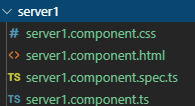 server1
# server1.component.css
<> server1.component.html
TS server1.component.spec.ts
TS server1.component.ts